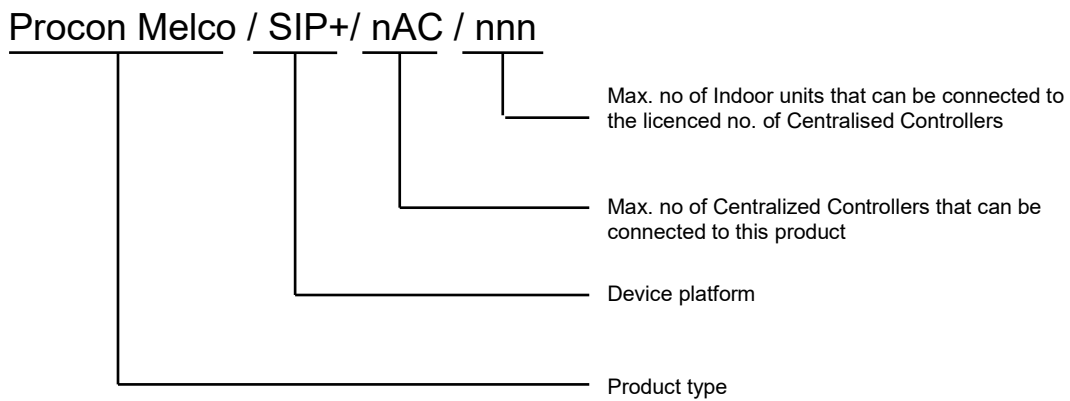 Procon Melco / SIP+/ nAC / nnn
Max. no of Indoor units that can be connected to
the licenced no. of Centralised Controllers
Max. no of Centralized Controllers that can be
connected to this product
Device platform
Product type